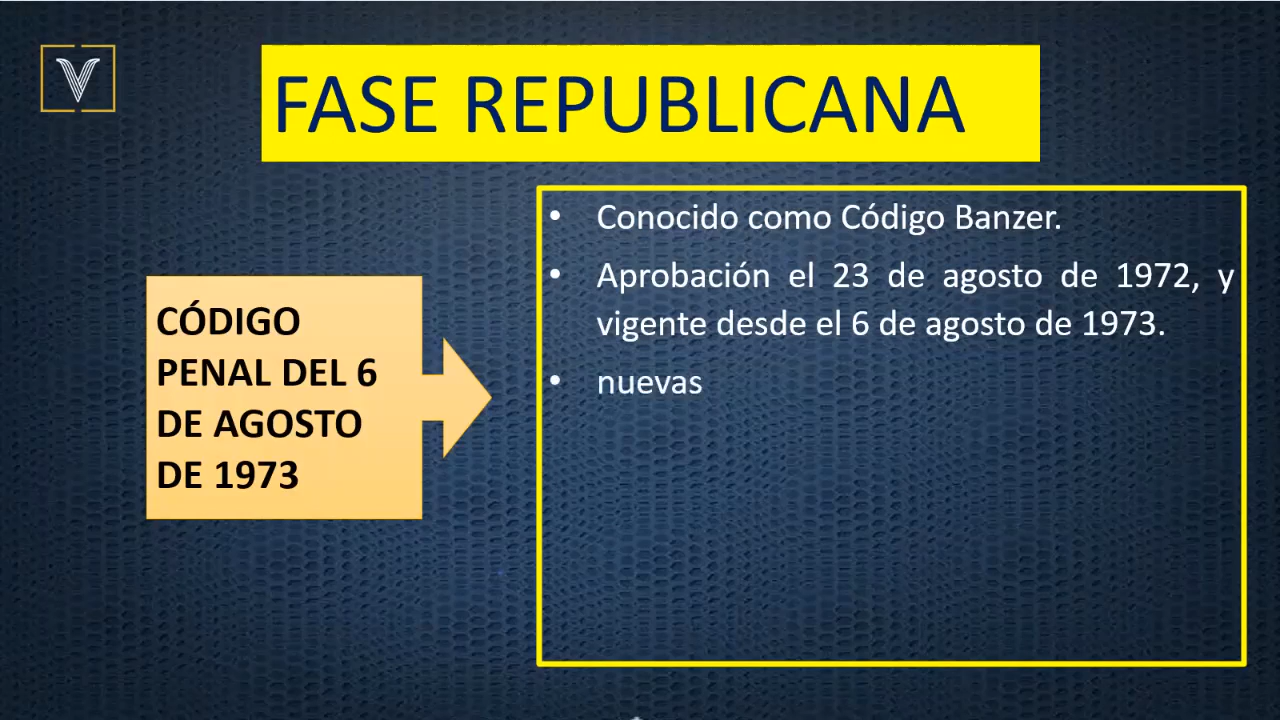 FASE REPUBLICANA
CÓDIGO
PENAL DEL 6
DE AGOSTO
DE 1973
• Conocido como Código Banzer.
• Aprobación el 23 de agosto de 1972, y
vigente desde el 6 de agosto de 1973.
• nuevas